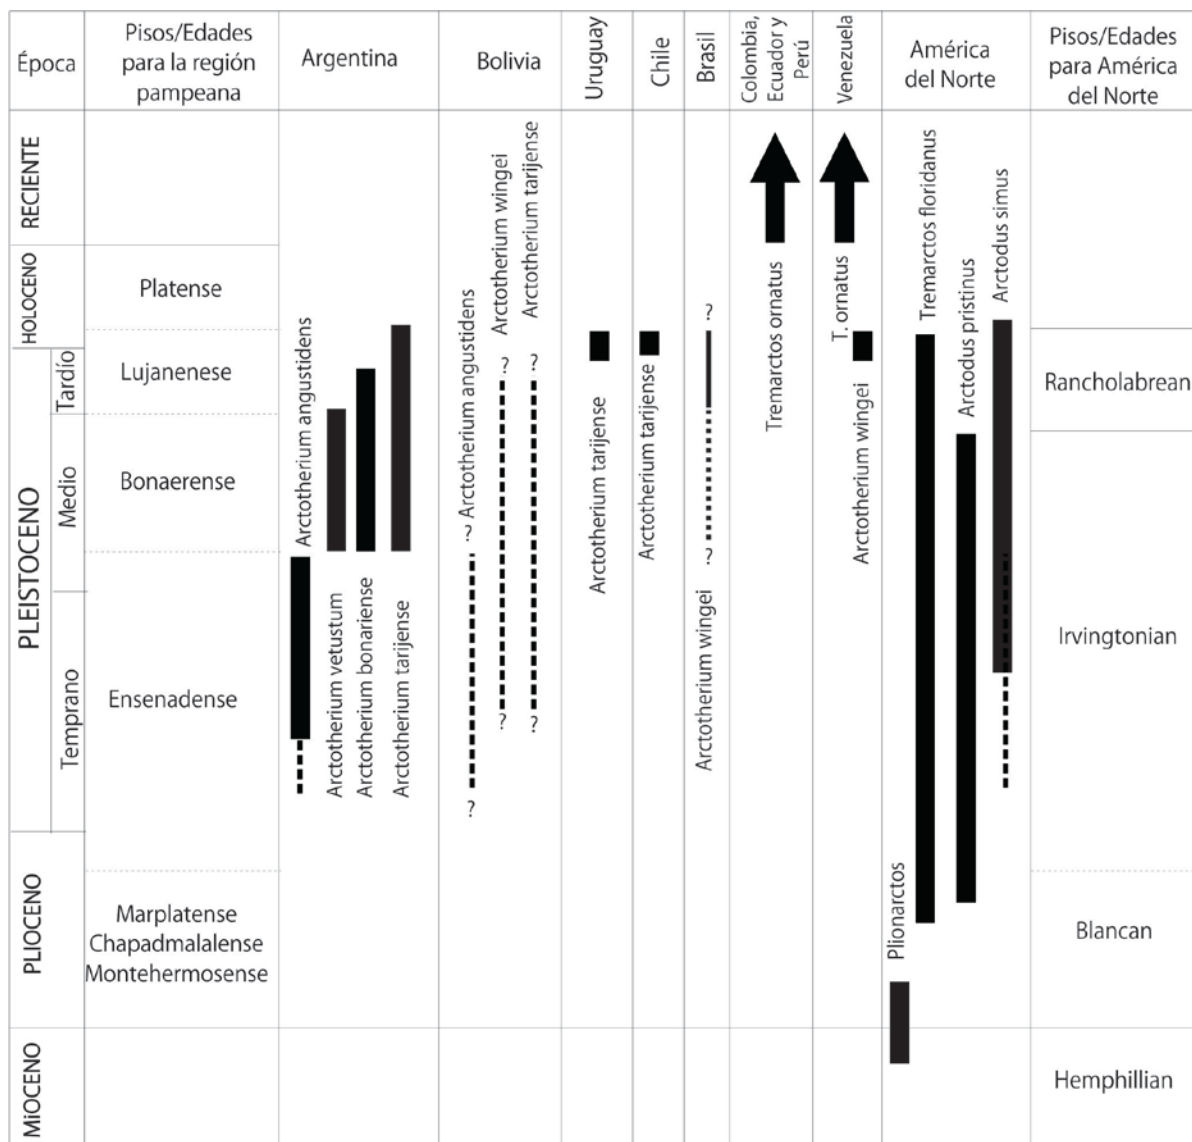 Época
Pisos/Edades
para la región
pampeana
Argentina
Bolivia
Uruguay
Chile
Brasil
Colombia,
Ecuador y
Perú
Venezuela
América
del Norte
Pisos/Edades
para América
del Norte
RECIENTE
HOLOCENO
PLEISTOCENO
Tardío
Medio
Temprano
PLIOCENO
MiOCENO
Platense
Lujanenese
Bonaerense
Ensenadense
Marplatense
Chapadmalalense
Montehermosense
Arctotherium angustidens
Arctotherium vetustum
Arctotherium bonariense
Arctotherium tarijense
? Arctotherium angustidens
?
Arctotherium wingei
?
?
Arctotherium tarijense
?
?
Arctotherium tarijense
Arctotherium tarijense
?
?
Arctotherium wingei
Tremarctos ornatus
T. ornatus
Arctotherium wingei
Plionarctos
Tremarctos floridanus
Arctodus pristinus
Arctodus simus
Rancholabrean
Irvingtonian
Blancan
Hemphillian